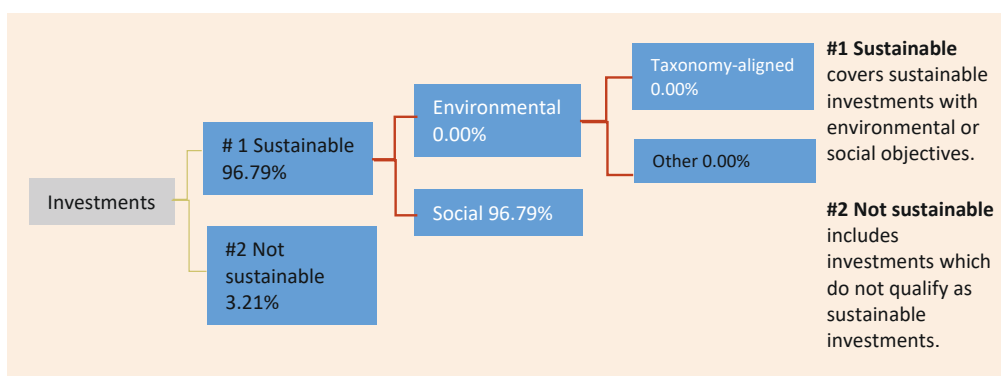 Investments
# 1 Sustainable
96.79%
#2 Not
sustainable
3.21%
Environmental
0.00%
Social 96.79%
Taxonomy-aligned
0.00%
Other 0.00%
#1 Sustainable
covers sustainable
investments with
environmental or
social objectives.
#2 Not sustainable
includes
investments which
do not qualify as
sustainable
investments.